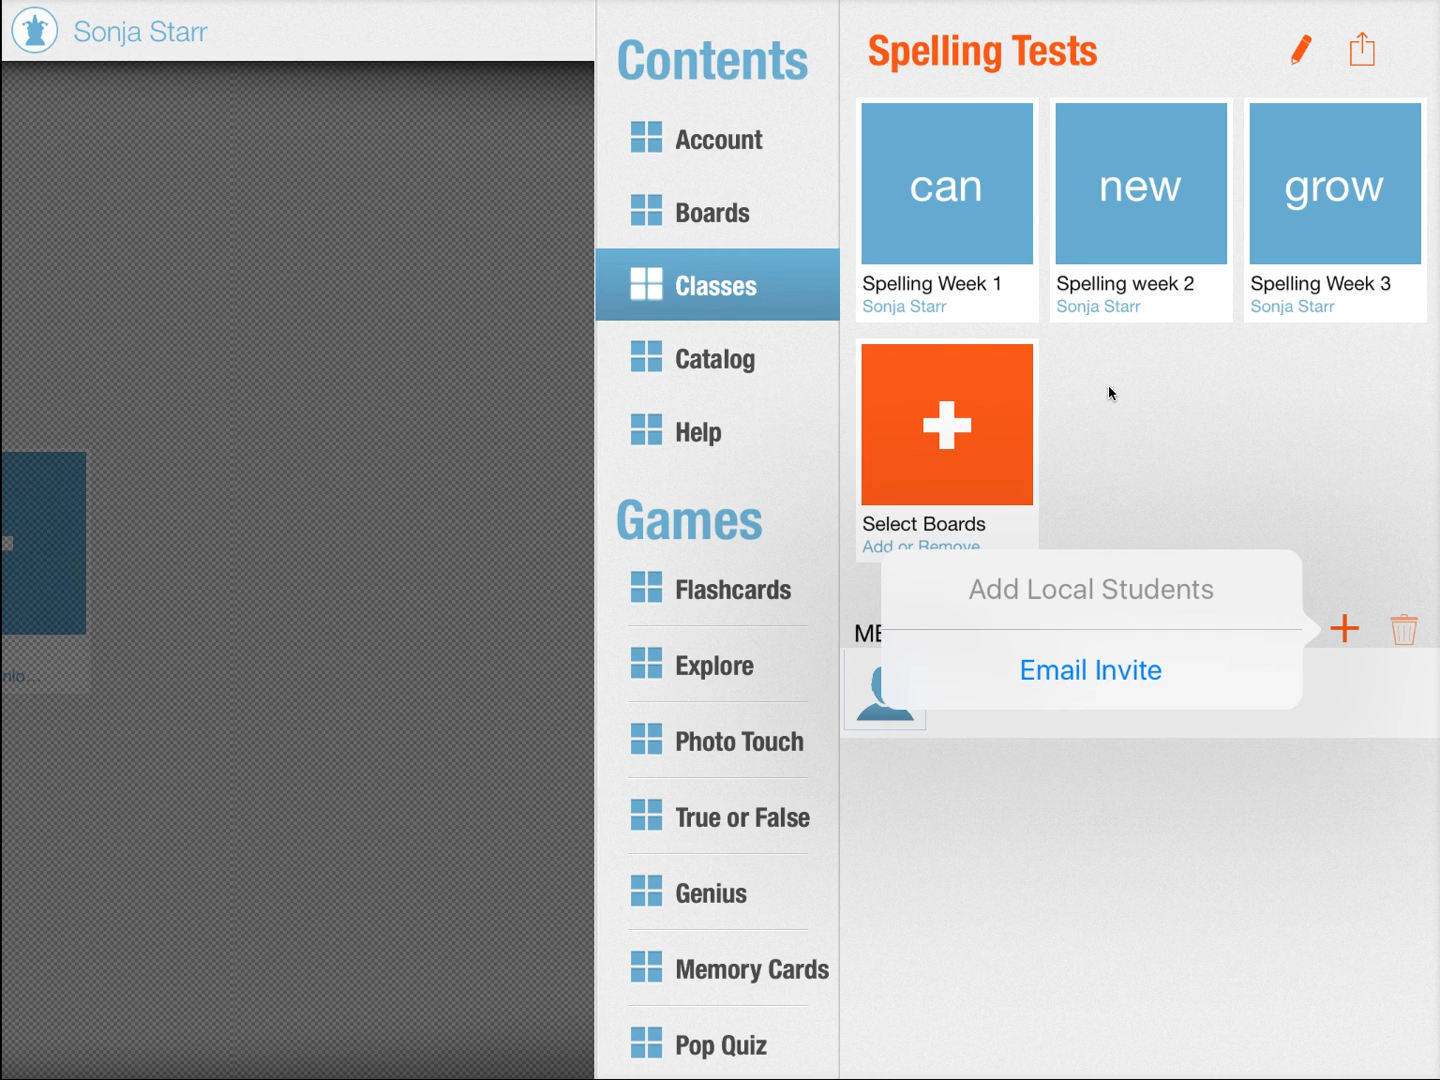 Sonja Starr
Contents
Account
Boards
Classes
Catalog
Help
Games
Flashcards
Explore
Photo Touch
True or False
Genius
Memory Cards
Pop Quiz
Spelling Tests
can
new
grow
Spelling Week 1
Sonja Starr
Spelling week 2
Sonja Starr
Spelling Week 3
Sonja Starr
Select Boards
Add or Remove
Add Local Students
Email Invite